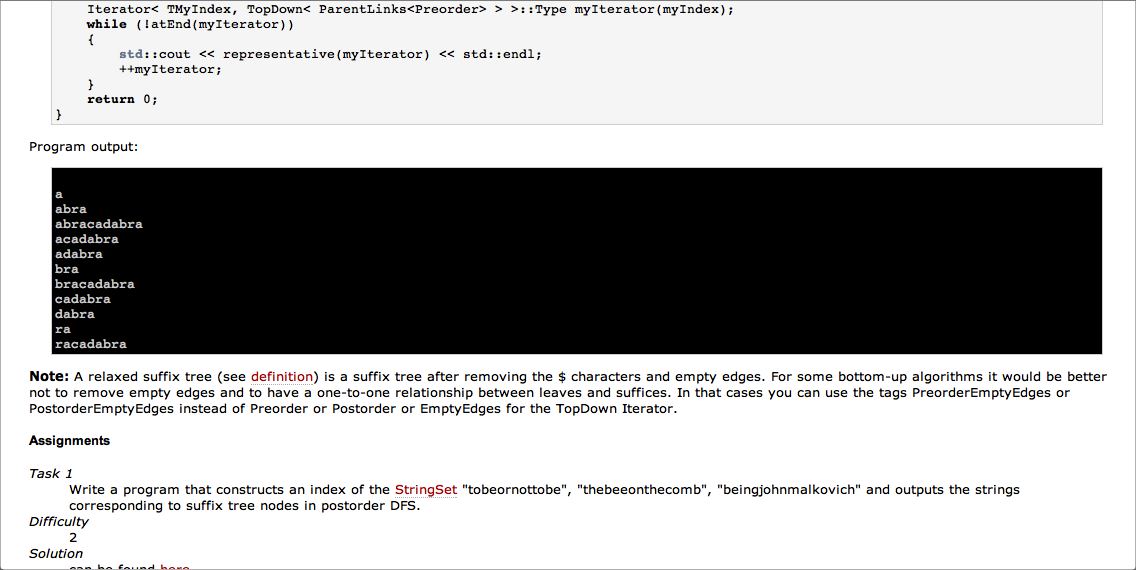 Iterator< TMyIndex, TopDown< ParentLinks<Preorder> > >::Type myIterator(myIndex);
while (!atEnd(myIterator))
{
std::cout << representative(myIterator) << std::endl;
++myIterator;
}
return 0;
}
Program output:
a
abra
abracadabra
acadabra
adabra
bra
bracadabra
cadabra
dabra
ra
racadabra
Note: A relaxed suffix tree (see definition) is a suffix tree after removing the $ characters and empty edges. For some bottom-up algorithms it would be better
not to remove empty edges and to have a one-to-one relationship between leaves and suffices. In that cases you can use the tags PreorderEmptyEdges or
PostorderEmptyEdges instead of Preorder or Postorder or EmptyEdges for the TopDown Iterator.
Assignments
Task 1
Write a program that constructs an index of the StringSet "tobeornottobe", "thebeeonthecomb", "beingjohnmalkovich" and outputs the strings
corresponding to suffix tree nodes in postorder DFS.
Difficulty
2
Solution
can be found here